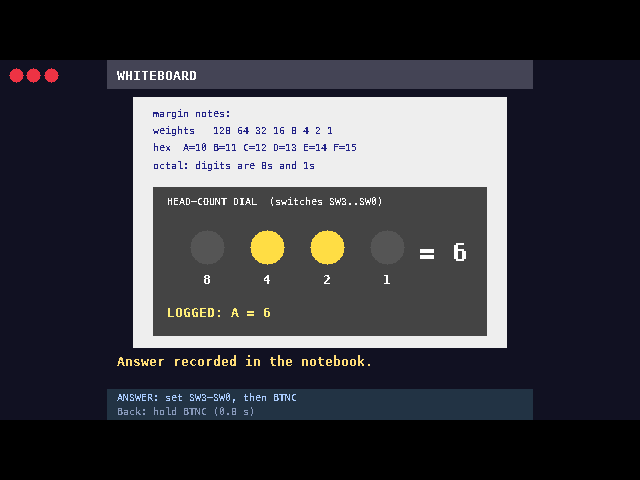 WHITEBOARD
margin notes:
weights 128 64 32 16 8 4 2 1
hex A=10 B=11 C=12 D=13 E=14 F=15
octal: digits are 8s and 1s
HEAD-COUNT DIAL (switches SW3..SW0)
= 6
8 4 2 1
LOGGED: A = 6
Answer recorded in the notebook.
ANSWER: set SW3-SW0, then BTNC
Back: hold BTNC (0.8 s)